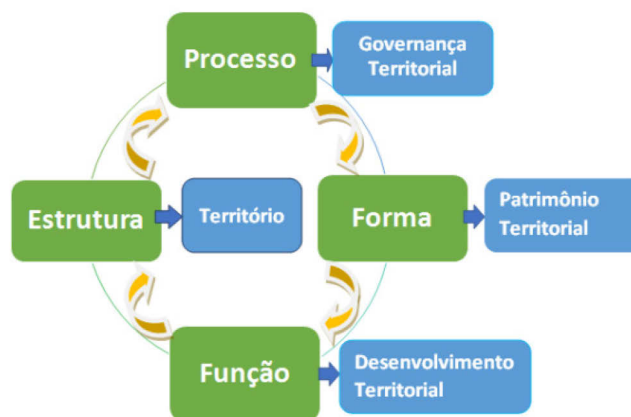 Processo
Governança
Territorial
Estrutura
Território
Forma
Patrimônio
Territorial
Função
Desenvolvimento
Territorial